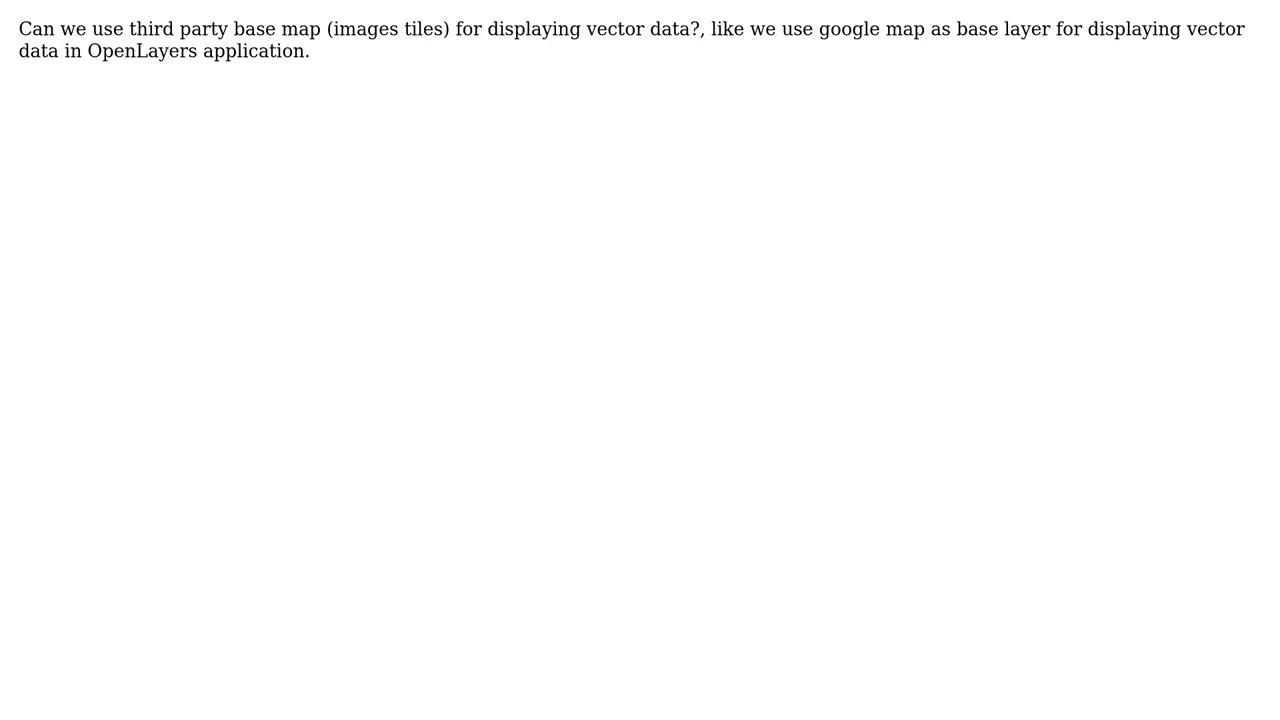 Can we use third party base map (images tiles) for displaying vector data?, like we use google map as base layer for displaying vector
data in OpenLayers application.